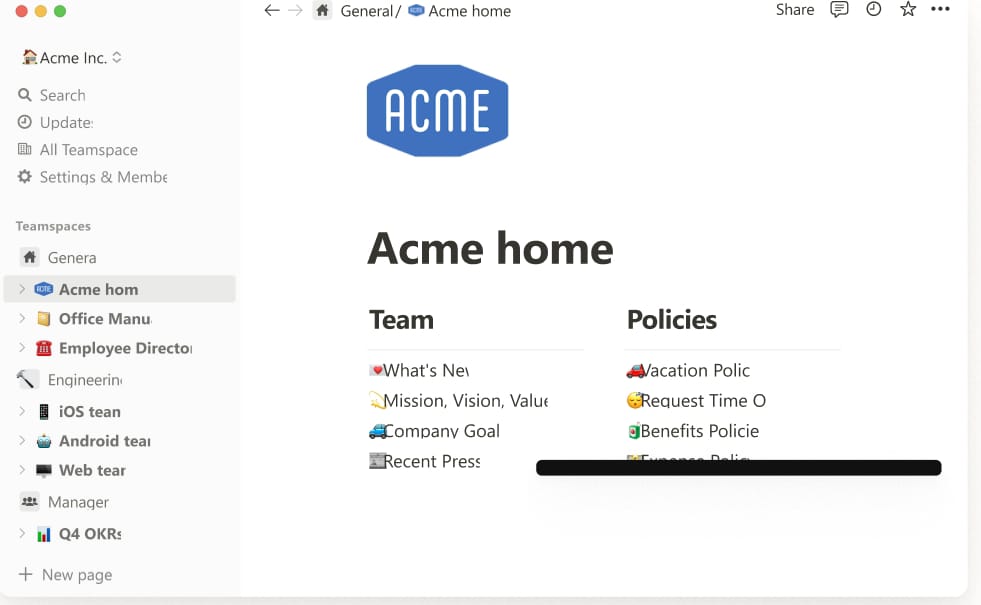 General/ Acme home
Share
Acme Inc.
Search
Update
All Teamspace
Settings & Membe
Teamspaces
Genera
Acme hom
Office Manu
Employee Directo
Engineerin
iOS tean
Android tear
Web tear
Manager
Q4 OKRs
New page
ACME
Acme home
Team
What's Nev
Mission, Vision, Value
Company Goal
Recent Press
Policies
Vacation Polic
Request Time O
Benefits Policie